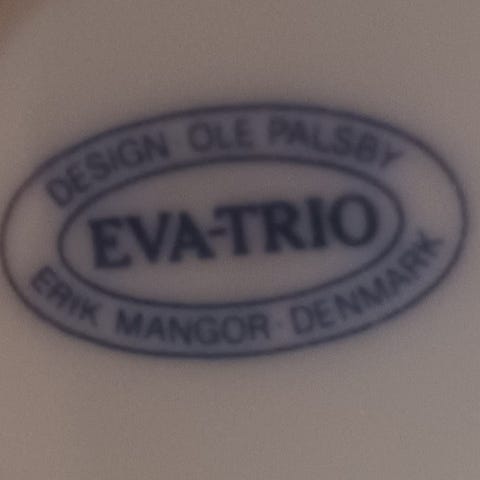 DESIGN · OLE PALSBY
EVA-TRIO
ERIK MANGOR · DENMARK